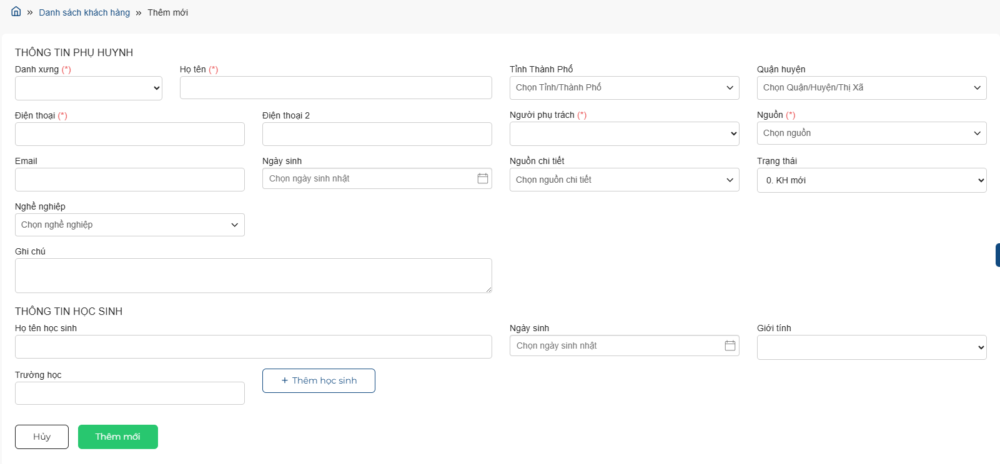 » Danh sách khách hàng » Thêm mới
THÔNG TIN PHỤ HUYNH
Danh xưng (*) Họ tên (*) Tỉnh Thành Phố Quận huyện
Chọn Tỉnh/Thành Phố Chọn Quận/Huyện/Thị Xã
Điện thoại (*) Điện thoại 2 Người phụ trách (*) Nguồn (*)
Chọn nguồn
Email Ngày sinh Nguồn chi tiết Trạng thái
Chọn ngày sinh nhật Chọn nguồn chi tiết 0. KH mới
Nghề nghiệp
Chọn nghề nghiệp
Ghi chú
THÔNG TIN HỌC SINH
Họ tên học sinh Ngày sinh Giới tính
Chọn ngày sinh nhật
Trường học
+ Thêm học sinh
Hủy Thêm mới